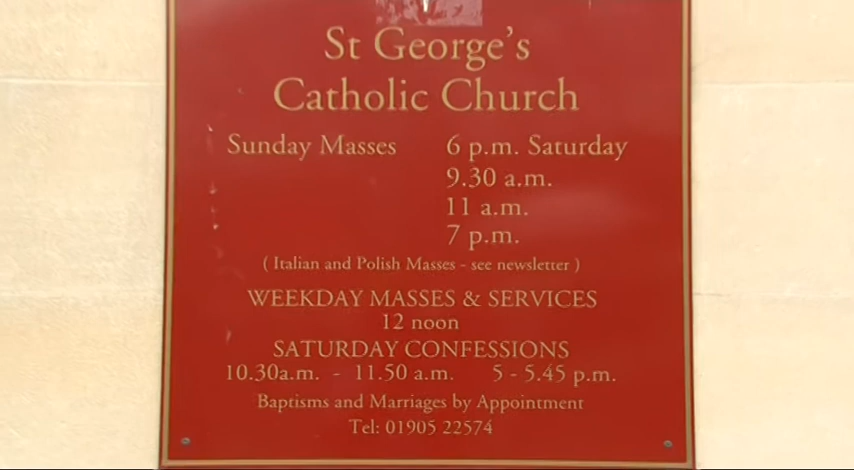 St George's
Catholic Church
Sunday Masses 6 p.m. Saturday
9.30 a.m.
11 a.m.
7 p.m.
( Italian and Polish Masses - see newsletter )
WEEKDAY MASSES & SERVICES
12 noon
SATURDAY CONFESSIONS
10.30a.m. - 11.50 a.m. 5 - 5.45 p.m.
Baptisms and Marriages by Appointment
Tel: 01905 22574